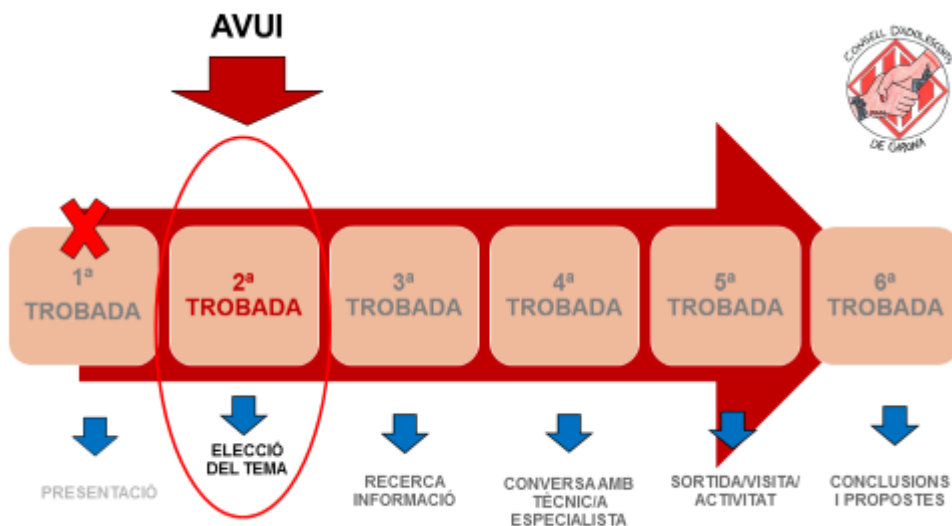 AVUI
CONSELL D'ADOLESCENTS
DE GIRONA
1ª
TROBADA
2ª
TROBADA
3ª
TROBADA
4ª
TROBADA
5ª
TROBADA
6ª
TROBADA
PRESENTACIÓ
ELECCIÓ
DEL TEMA
RECERCA
INFORMACIÓ
CONVERSA AMB
TÈCNIC/A
ESPECIALISTA
SORTIDA/VISITA/
ACTIVITAT
CONCLUSIONS
I PROPOSTES